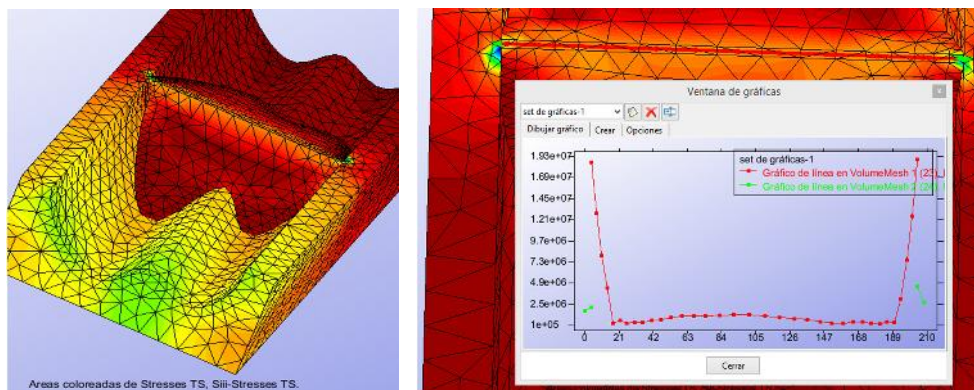 Areas coloreadas de Stresses TS, Siii-Stresses TS.
Ventana de gráficas
x
set de gráficas-1
Dibujar gráfico Crear Opciones
set de gráficas-1
Gráfico de línea en VolumeMesh 1 (23)
Gráfico de línea en VolumeMesh 2
1.93e+07
1.69e+07
1.45e+07
1.21e+07
9.7e+06
7.3e+06
4.9e+06
2.5e+06
1e+05
0 21 42 63 84 105 126 147 168 189 210
Cerrar